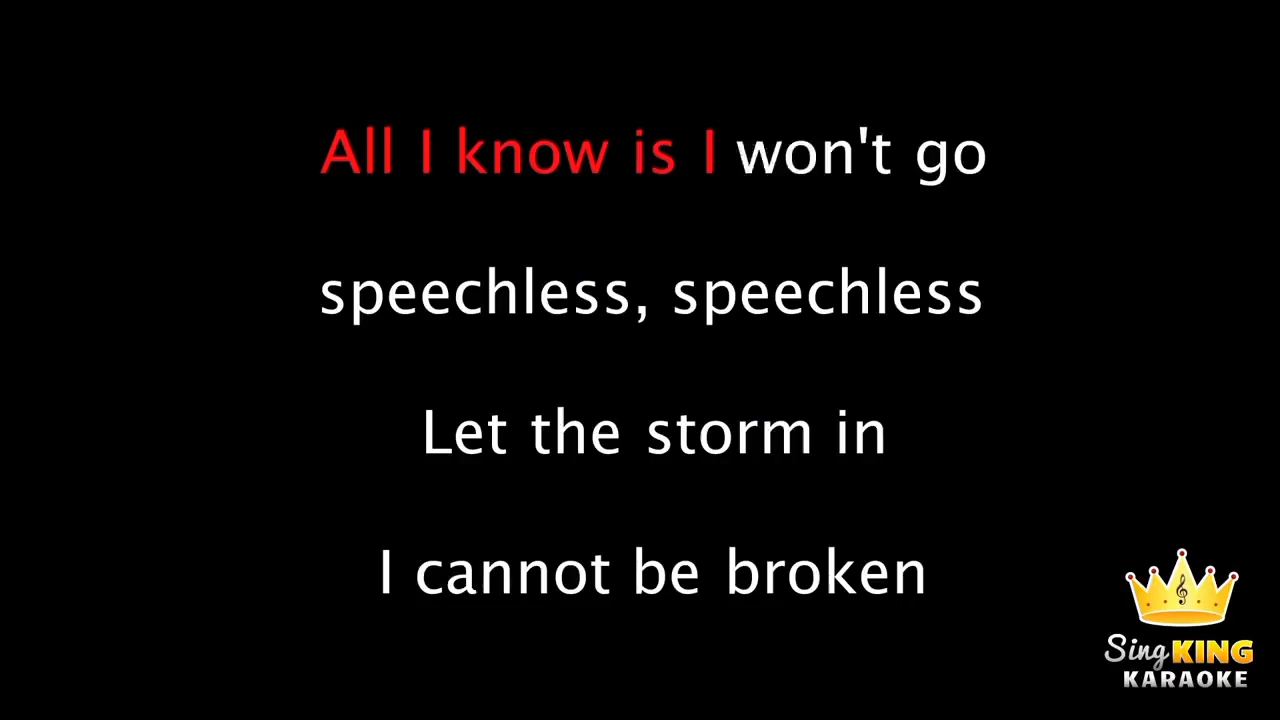 All I know is I won't go
speechless, speechless
Let the storm in
I cannot be broken
Sing KING
KARAOKE